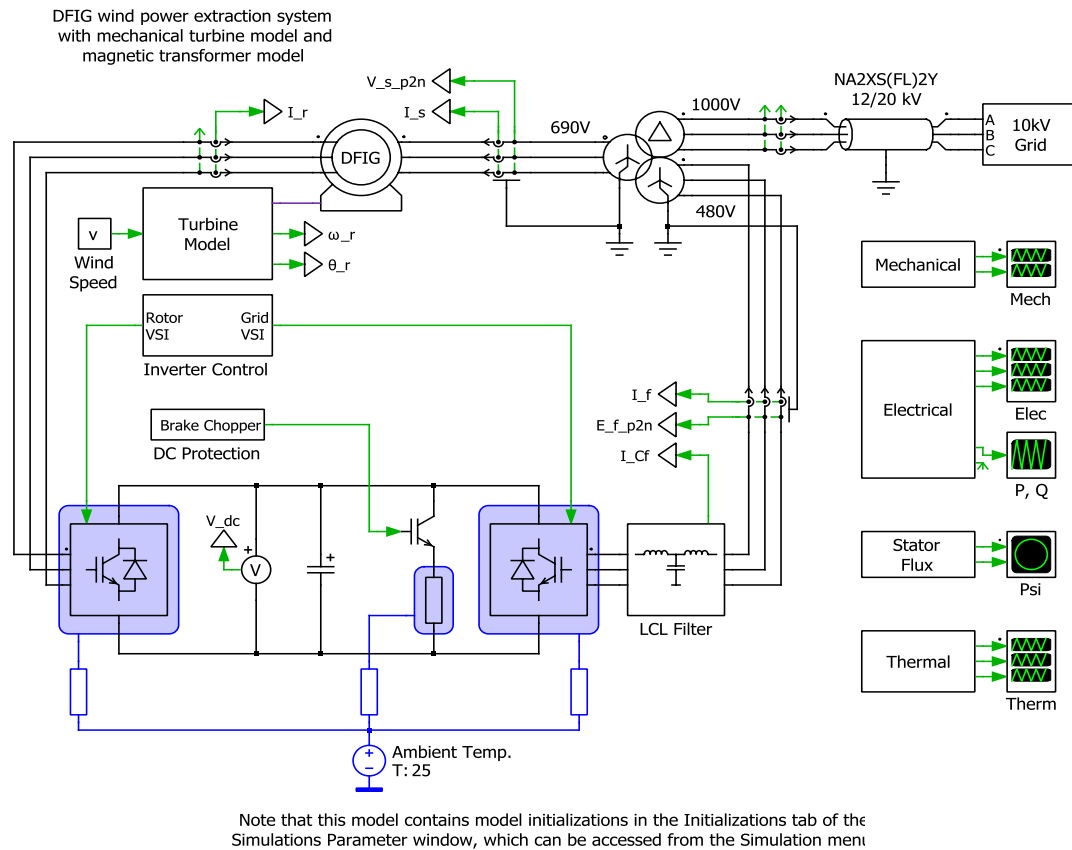 DFIG wind power extraction system
with mechanical turbine model and
magnetic transformer model
V_s_p2n
I_r
I_s
690V
1000V
NA2XS(FL)2Y
12/20 kV
A
B
C
10kV
Grid
DFIG
480V
Turbine
Model
v
Wind
Speed
ω_r
θ_r
Mechanical
Mech
Rotor
VSI
Grid
VSI
Inverter Control
Electrical
Elec
P, Q
I_f
E_f_p2n
I_Cf
Brake Chopper
DC Protection
V_dc
V
LCL Filter
Stator
Flux
Psi
Thermal
Therm
Ambient Temp.
T: 25
Note that this model contains model initializations in the Initializations tab of the
Simulations Parameter window, which can be accessed from the Simulation menu